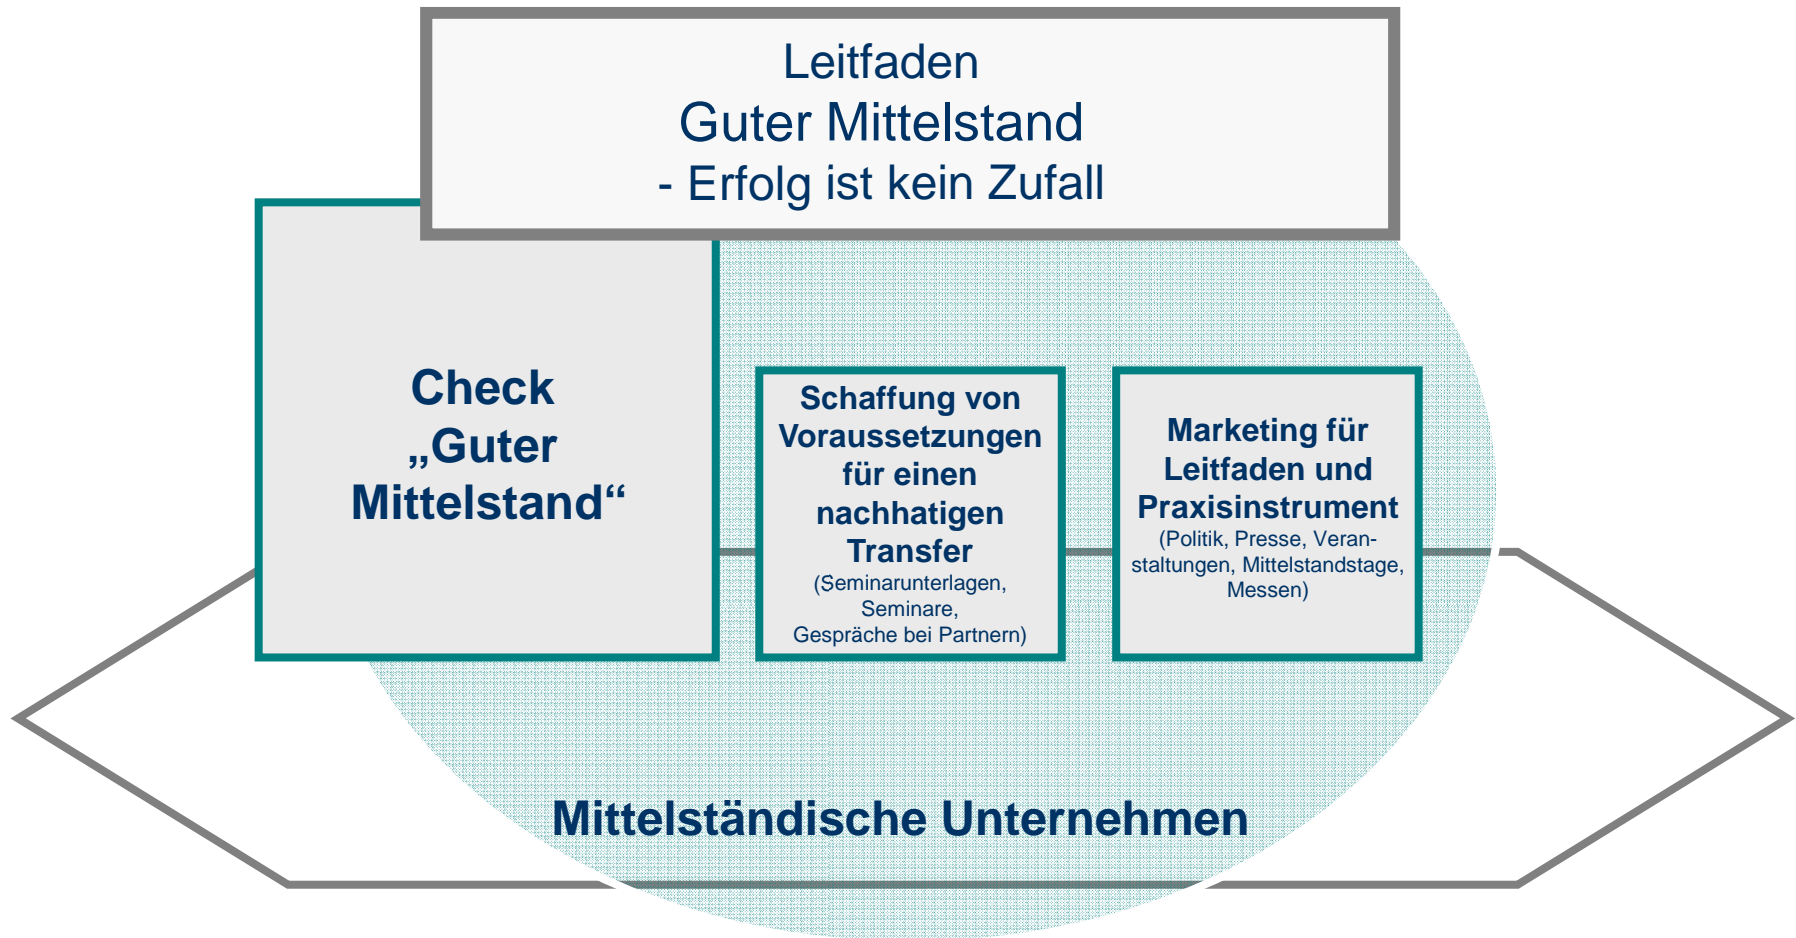 Leitfaden
Guter Mittelstand
- Erfolg ist kein Zufall
Check
„Guter
Mittelstand“
Schaffung von
Voraussetzungen
für einen
nachhatigen
Transfer
(Seminarunterlagen,
Seminare,
Gespräche bei Partnern)
Marketing für
Leitfaden und
Praxisinstrument
(Politik, Presse, Veran-
staltungen, Mittelstandstage,
Messen)
Mittelständische Unternehmen